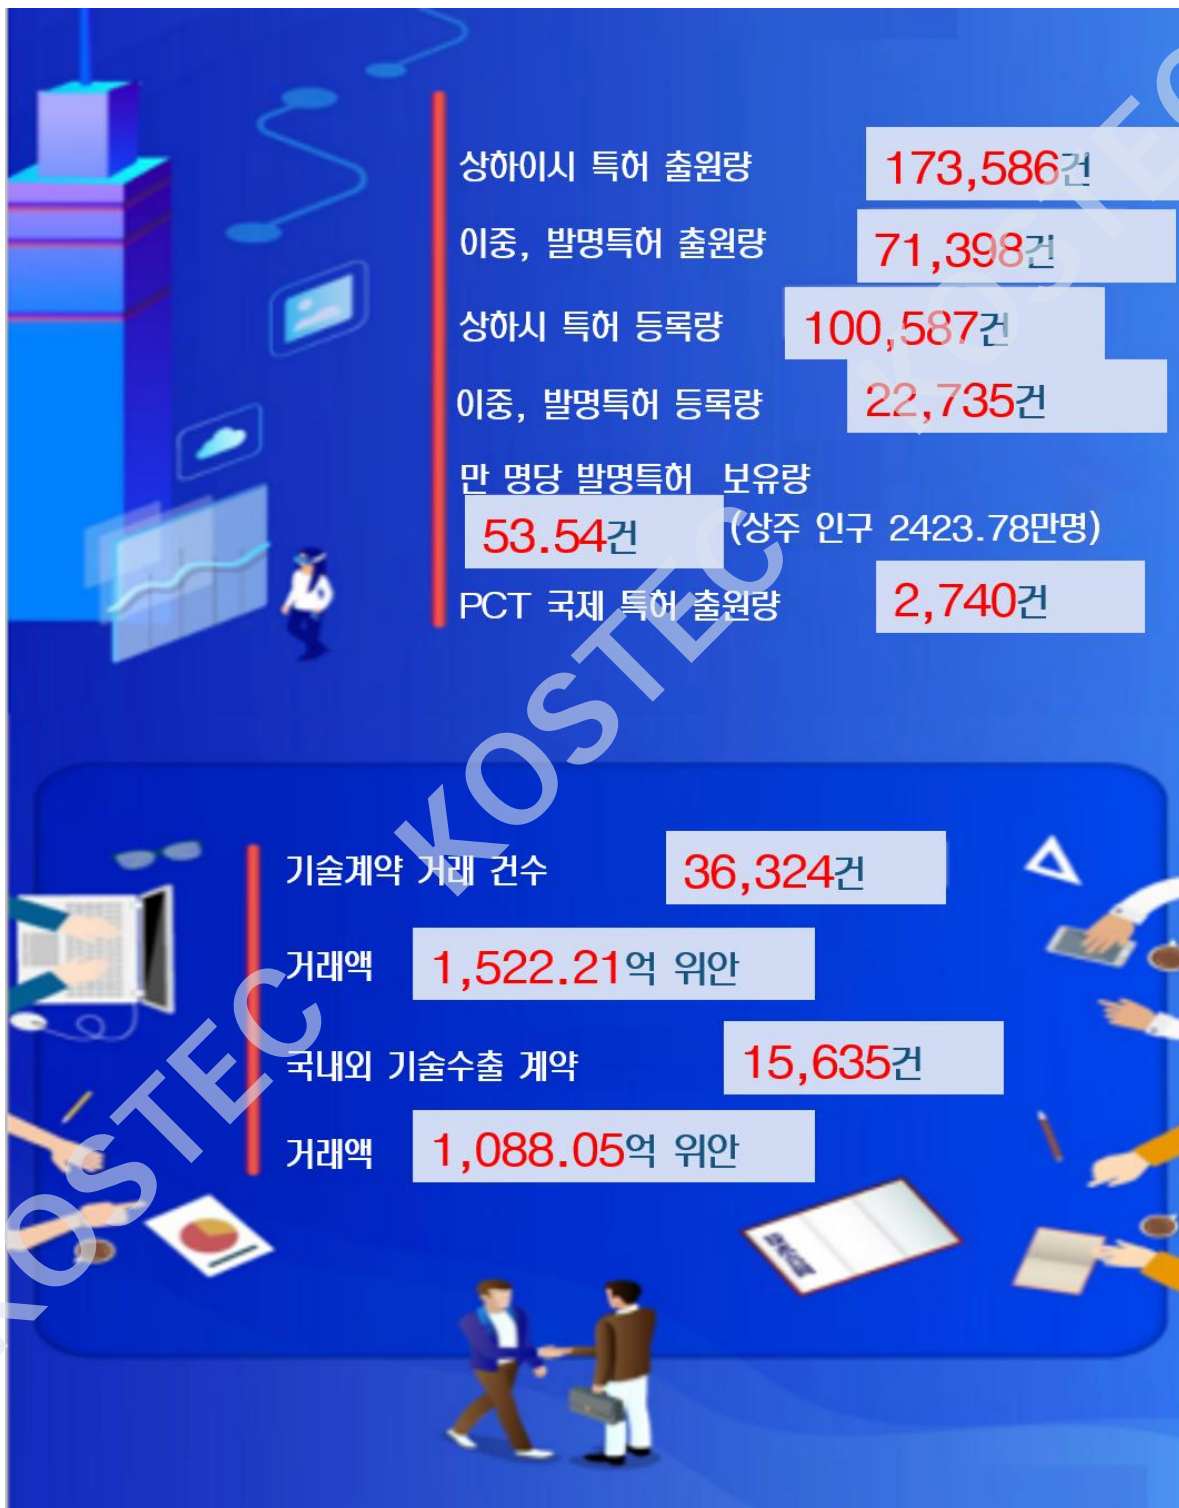 상하이시 특허 출원량 173,586건
이중, 발명특허 출원량 71,398건
상하시 특허 등록량 100,587건
이중, 발명특허 등록량 22,735건
만 명당 발명특허 보유량
53.54건 (상주 인구 2423.78만명)
PCT 국제 특허 출원량 2,740건
기술계약 거래 건수 36,324건
거래액 1,522.21억 위안
국내외 기술수출 계약 15,635건
거래액 1,088.05억 위안
KOSTEC
KOSTEC
KOSTEC